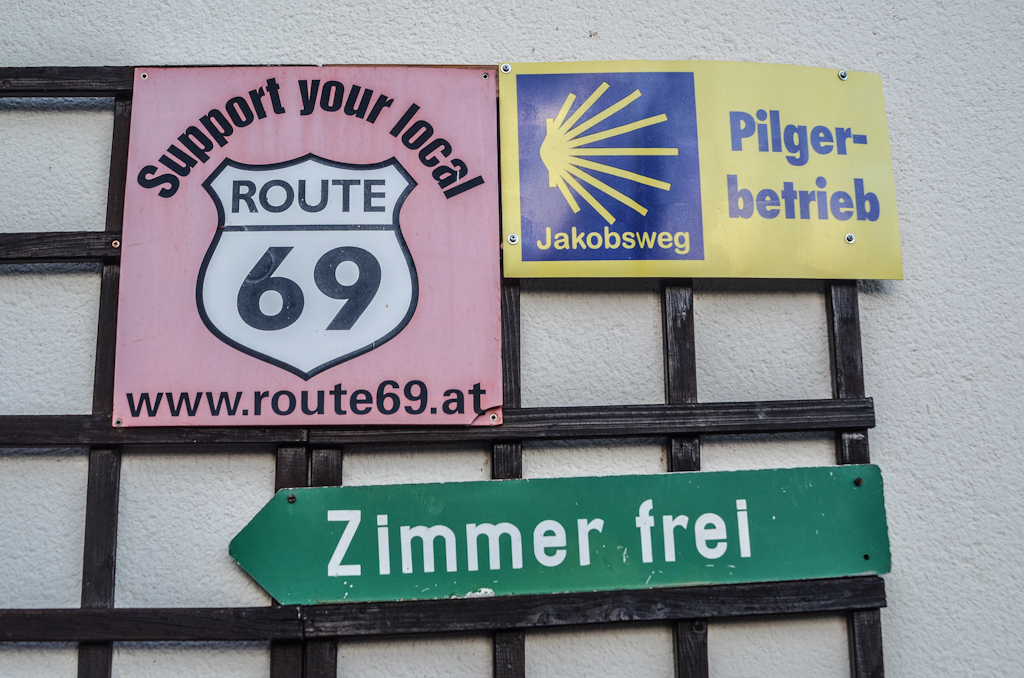 Support your local
ROUTE
69
www.route69.at
Jakobsweg
Pilger-
betrieb
Zimmer frei